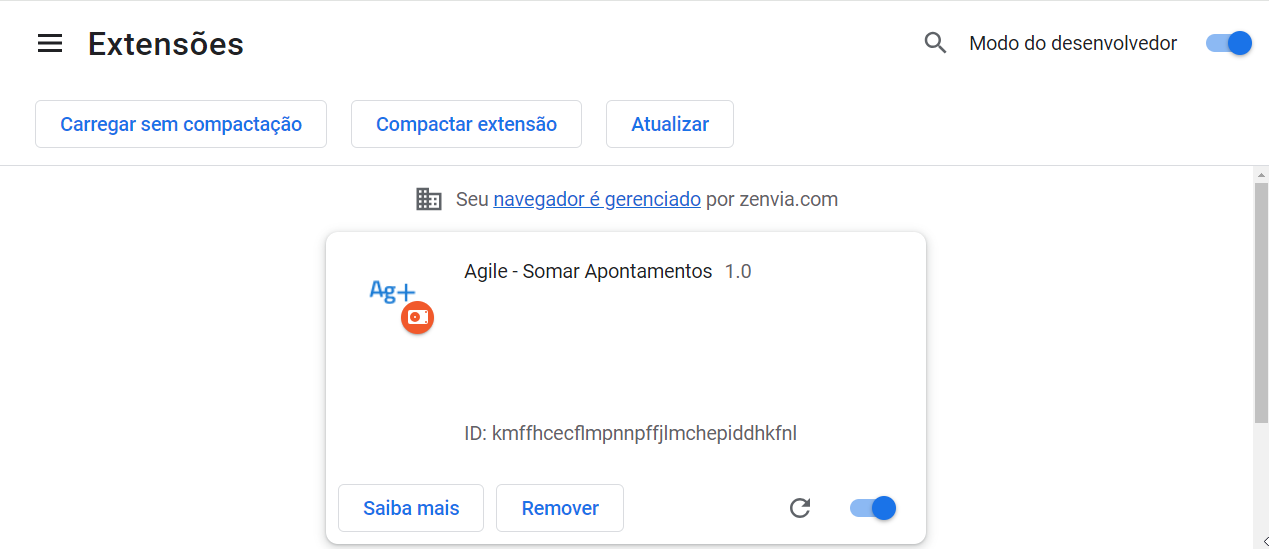 Extensões
Modo do desenvolvedor
Carregar sem compactação
Compactar extensão
Atualizar
Seu navegador é gerenciado por zenvia.com
Agile - Somar Apontamentos 1.0
Ag+
ID: kmffhcecflmpnnpffjlmchepiddhkfnl
Saiba mais
Remover